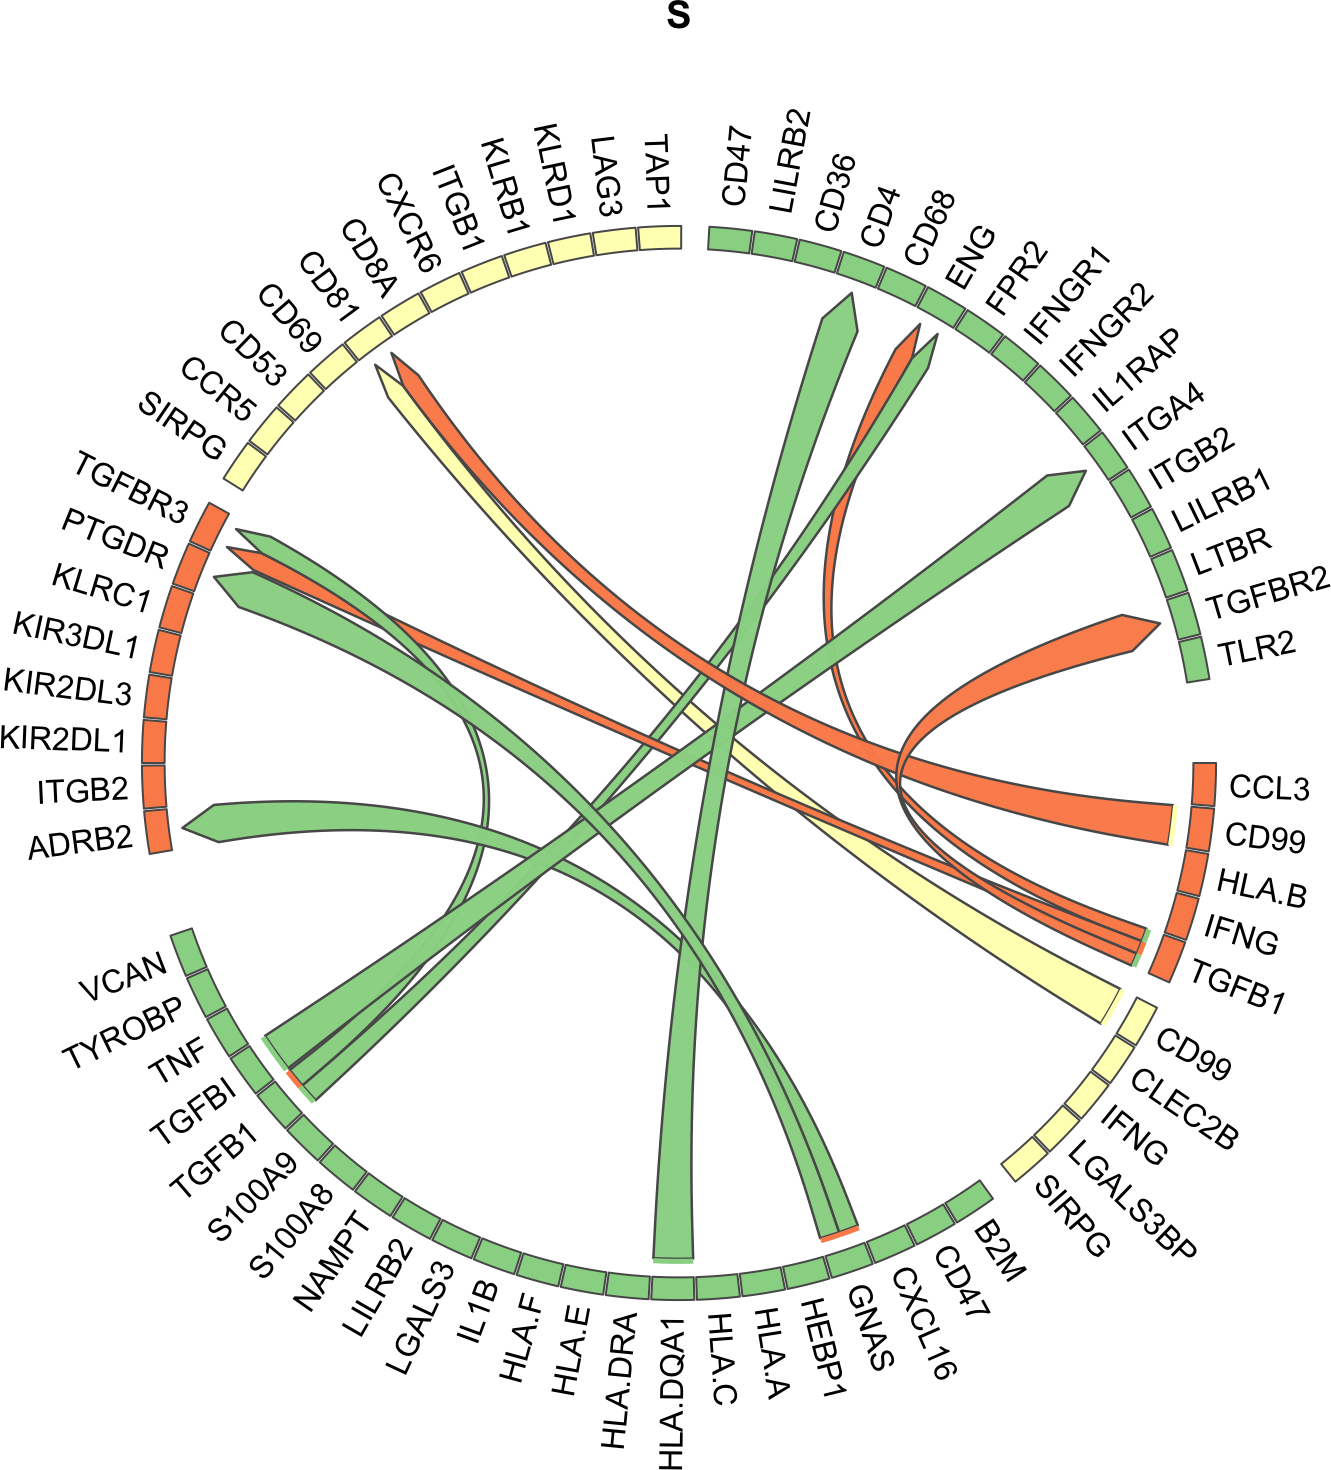 S
CD47
LILRB2
CD36
CD4
CD68
ENG
FPR2
IFNGR1
IFNGR2
IL1RAP
ITGA4
ITGB2
LILRB1
LTBR
TGFBR2
TLR2
CCL3
CD99
HLA.B
IFNG
TGFB1
CD99
CLEC2B
IFNG
LGALS3BP
SIRPG
B2M
CD47
CXCL16
GNAS
HEBP1
HLA.A
HLA.C
HLA.DQA1
HLA.DRA
HLA.E
HLA.F
IL1B
LGALS3
LILRB2
NAMPT
S100A8
S100A9
TGFB1
TGFBI
TNF
TYROBP
VCAN
ADRB2
ITGB2
KIR2DL1
KIR2DL3
KIR3DL1
KLRC1
PTGDR
TGFBR3
SIRPG
CCR5
CD53
CD69
CD81
CD8A
CXCR6
ITGB1
KLRB1
KLRD1
LAG3
TAP1